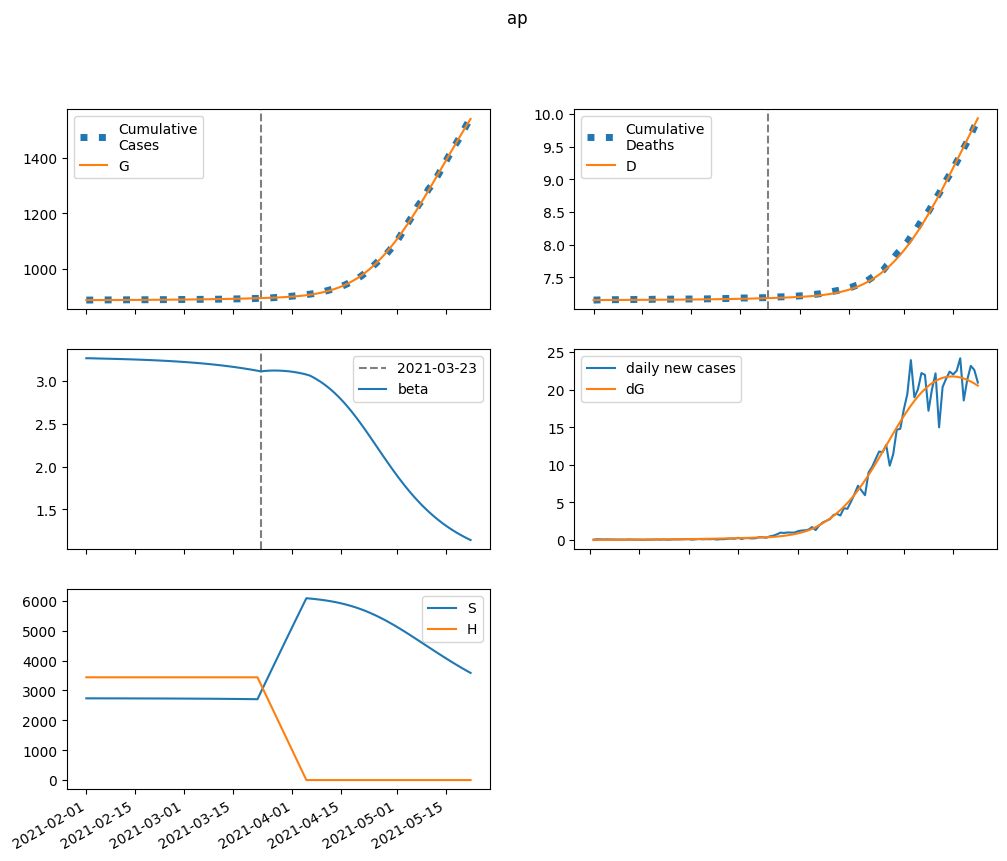 ap
Cumulative
Cases
G
1400
1200
1000
Cumulative
Deaths
D
10.0
9.5
9.0
8.5
8.0
7.5
2021-03-23
beta
3.0
2.5
2.0
1.5
daily new cases
dG
25
20
15
10
5
0
S
H
6000
5000
4000
3000
2000
1000
0
2021-02-01
2021-02-15
2021-03-01
2021-03-15
2021-04-01
2021-04-15
2021-05-01
2021-05-15